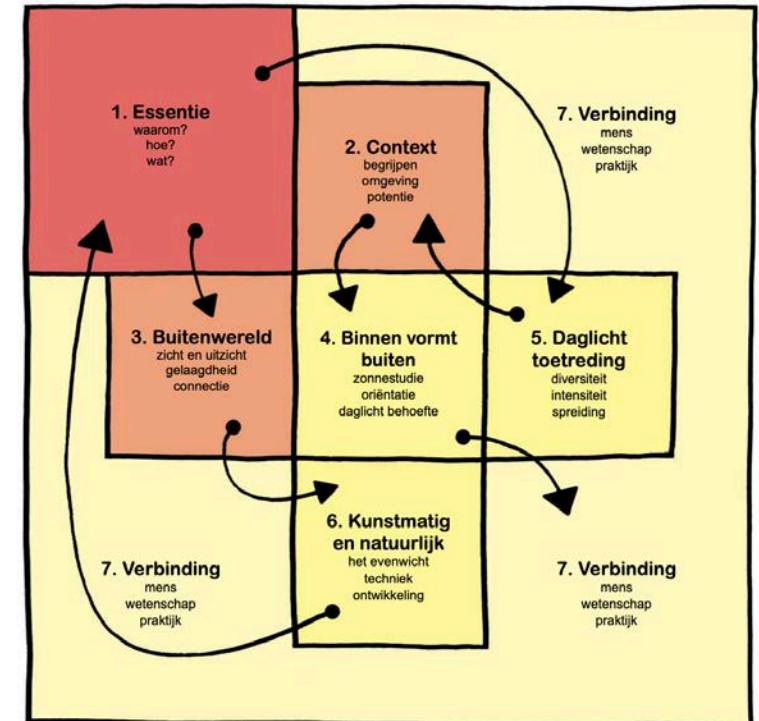 1. Essentie
waarom?
hoe?
wat?
2. Context
begrijpen
omgeving
potentie
7. Verbinding
mens
wetenschap
praktijk
3. Buitenwereld
zicht en uitzicht
gelaagdheid
connectie
4. Binnen vormt
buiten
zonnestudie
oriëntatie
daglicht behoefte
5. Daglicht
toetreding
diversiteit
intensiteit
spreiding
7. Verbinding
mens
wetenschap
praktijk
6. Kunstmatig
en natuurlijk
het evenwicht
techniek
ontwikkeling
7. Verbinding
mens
wetenschap
praktijk